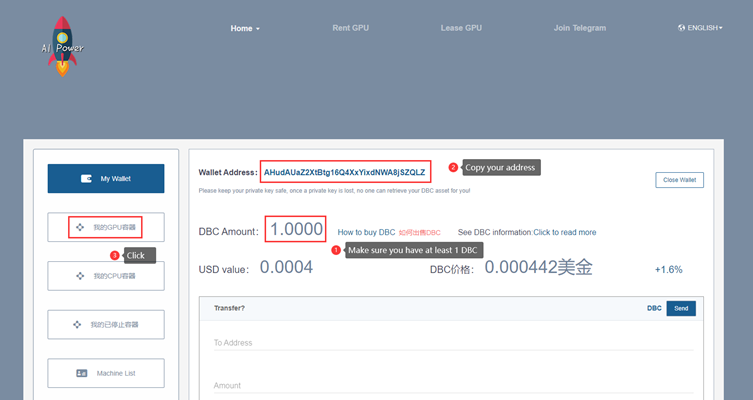 AI Power
Home
Rent GPU
Lease GPU
Join Telegram
ENGLISH
My Wallet
我的GPU容器
3 Click
我的CPU容器
我的已停止容器
Machine List
Wallet Address: AHudAUaZ2XtBtg16Q4XxYixdNWA8jSZQLZ
2 Copy your address
Please keep your private key safe, once a private key is lost, no one can retrieve your DBC asset for you!
Close Wallet
DBC Amount: 1.0000 How to buy DBC 如何出售DBC See DBC information:Click to read more
1 Make sure you have at least 1 DBC
USD value: 0.0004 DBC价格: 0.000442美金 +1.6%
Transfer? DBC Send
To Address
Amount